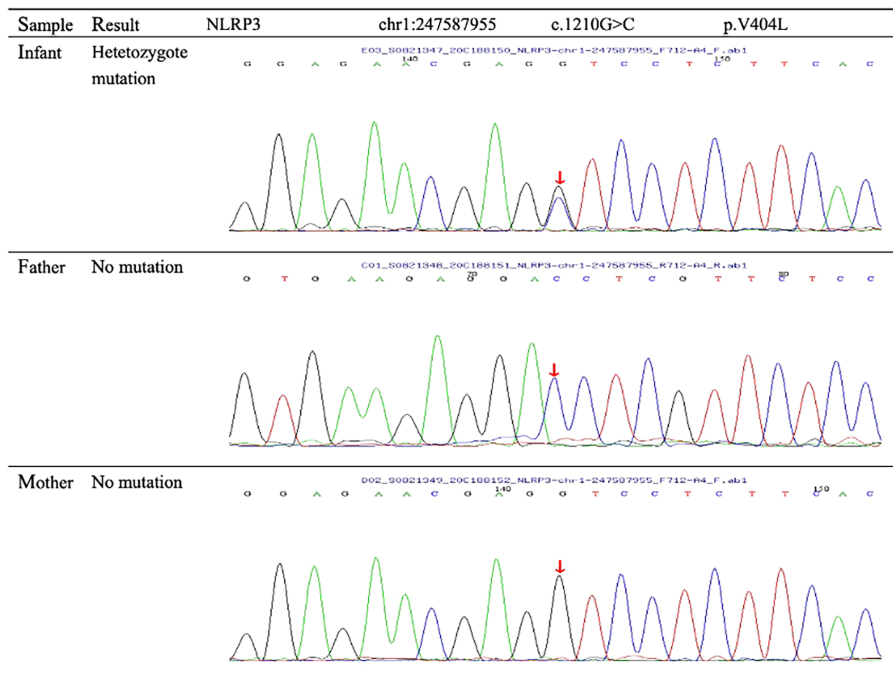 Sample Result NLRP3 chr1:247587955 c.1210G>C p.V404L
Infant Hetetozygote mutation
E03_S0821347_20C188150_NLRP3-chr1-247587955_F712-A4_F.ab1
140 150
G G A G A A C G A G G T C C T C T T C A C
Father No mutation
C01_S0821348_20C188151_NLRP3-chr1-247587955_R712-A4_R.ab1
70 80
G T G A A G A G G A C C T C G T T C T C C
Mother No mutation
D02_S0821349_20C188152_NLRP3-chr1-247587955_F712-A4_F.ab1
140 150
G G A G A A C G A G G T C C T C T T C A C